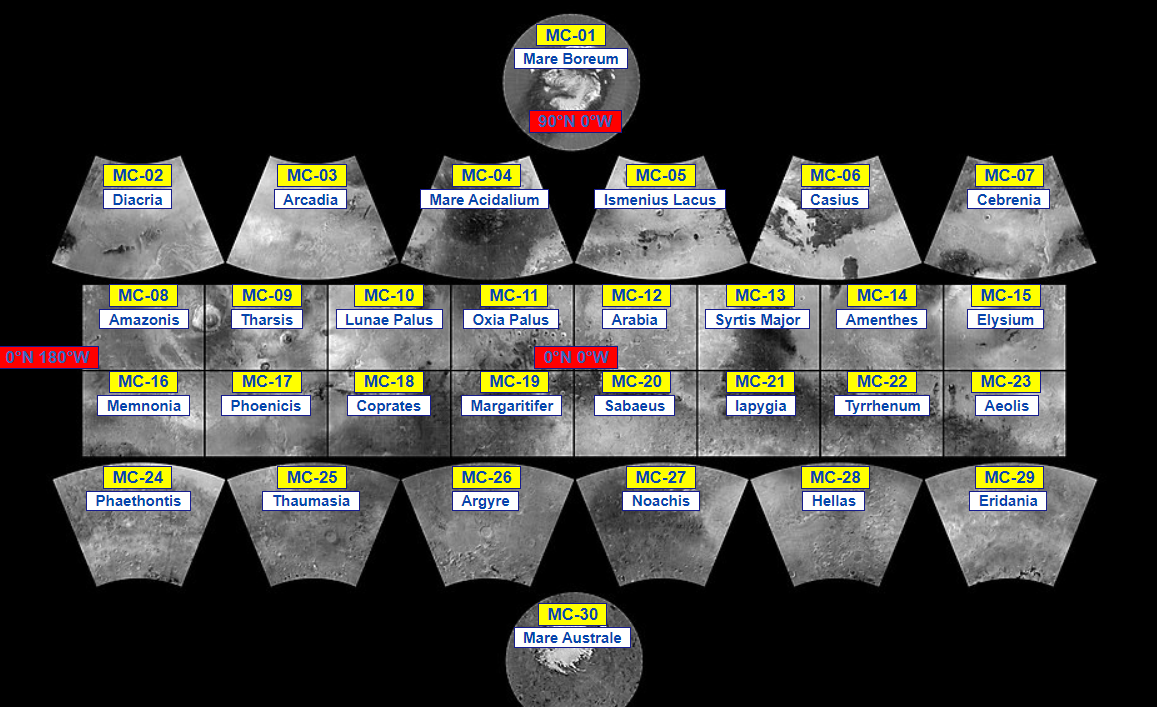 MC-01
Mare Boreum
90°N 0°W
MC-02 MC-03 MC-04 MC-05 MC-06 MC-07
Diacria Arcadia Mare Acidalium Ismenius Lacus Casius Cebrenia
MC-08 MC-09 MC-10 MC-11 MC-12 MC-13 MC-14 MC-15
Amazonis Tharsis Lunae Palus Oxia Palus Arabia Syrtis Major Amenthes Elysium
0°N 180°W 0°N 0°W
MC-16 MC-17 MC-18 MC-19 MC-20 MC-21 MC-22 MC-23
Memnonia Phoenicis Coprates Margaritifer Sabaeus Iapygia Tyrrhenum Aeolis
MC-24 MC-25 MC-26 MC-27 MC-28 MC-29
Phaethontis Thaumasia Argyre Noachis Hellas Eridania
MC-30
Mare Australe